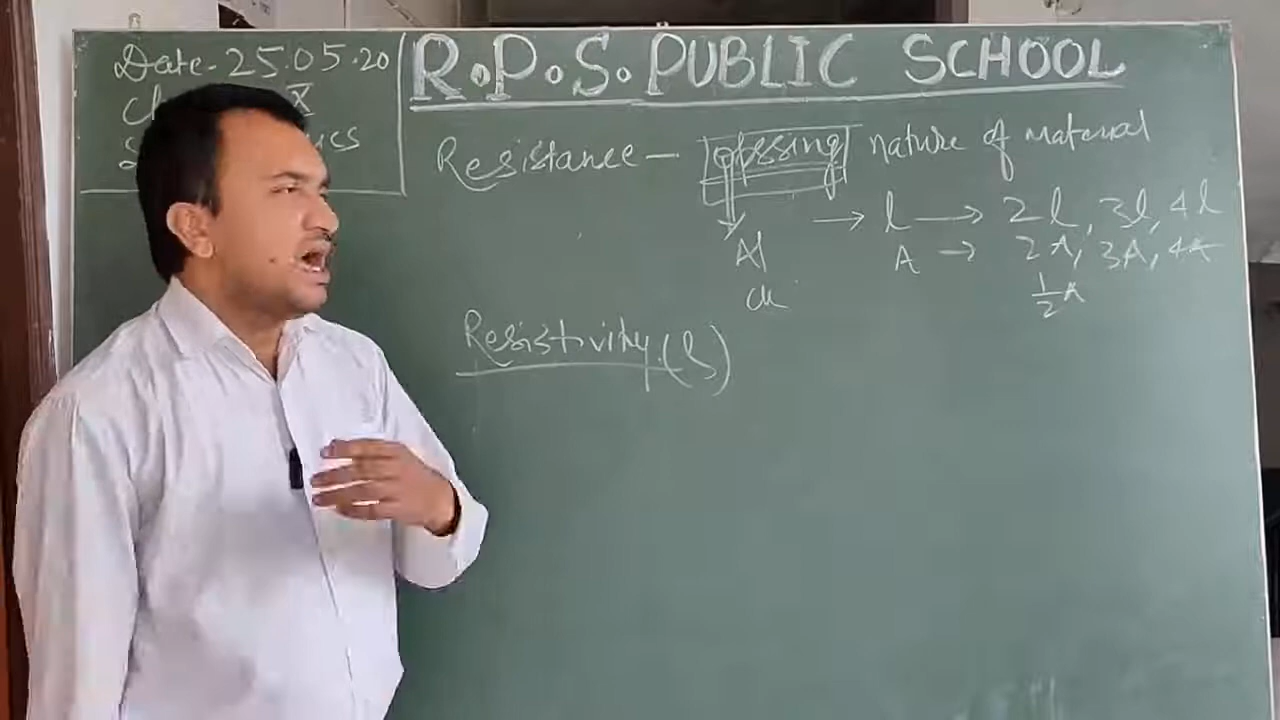 Date - 25.05.20
X
R.P.S. PUBLIC SCHOOL
Resistance - opssing nature of material
→ l → 2l, 3l, 4l
Al A → 2A, 3A, 4A
cu 1/2 A
Resistivity (ρ)